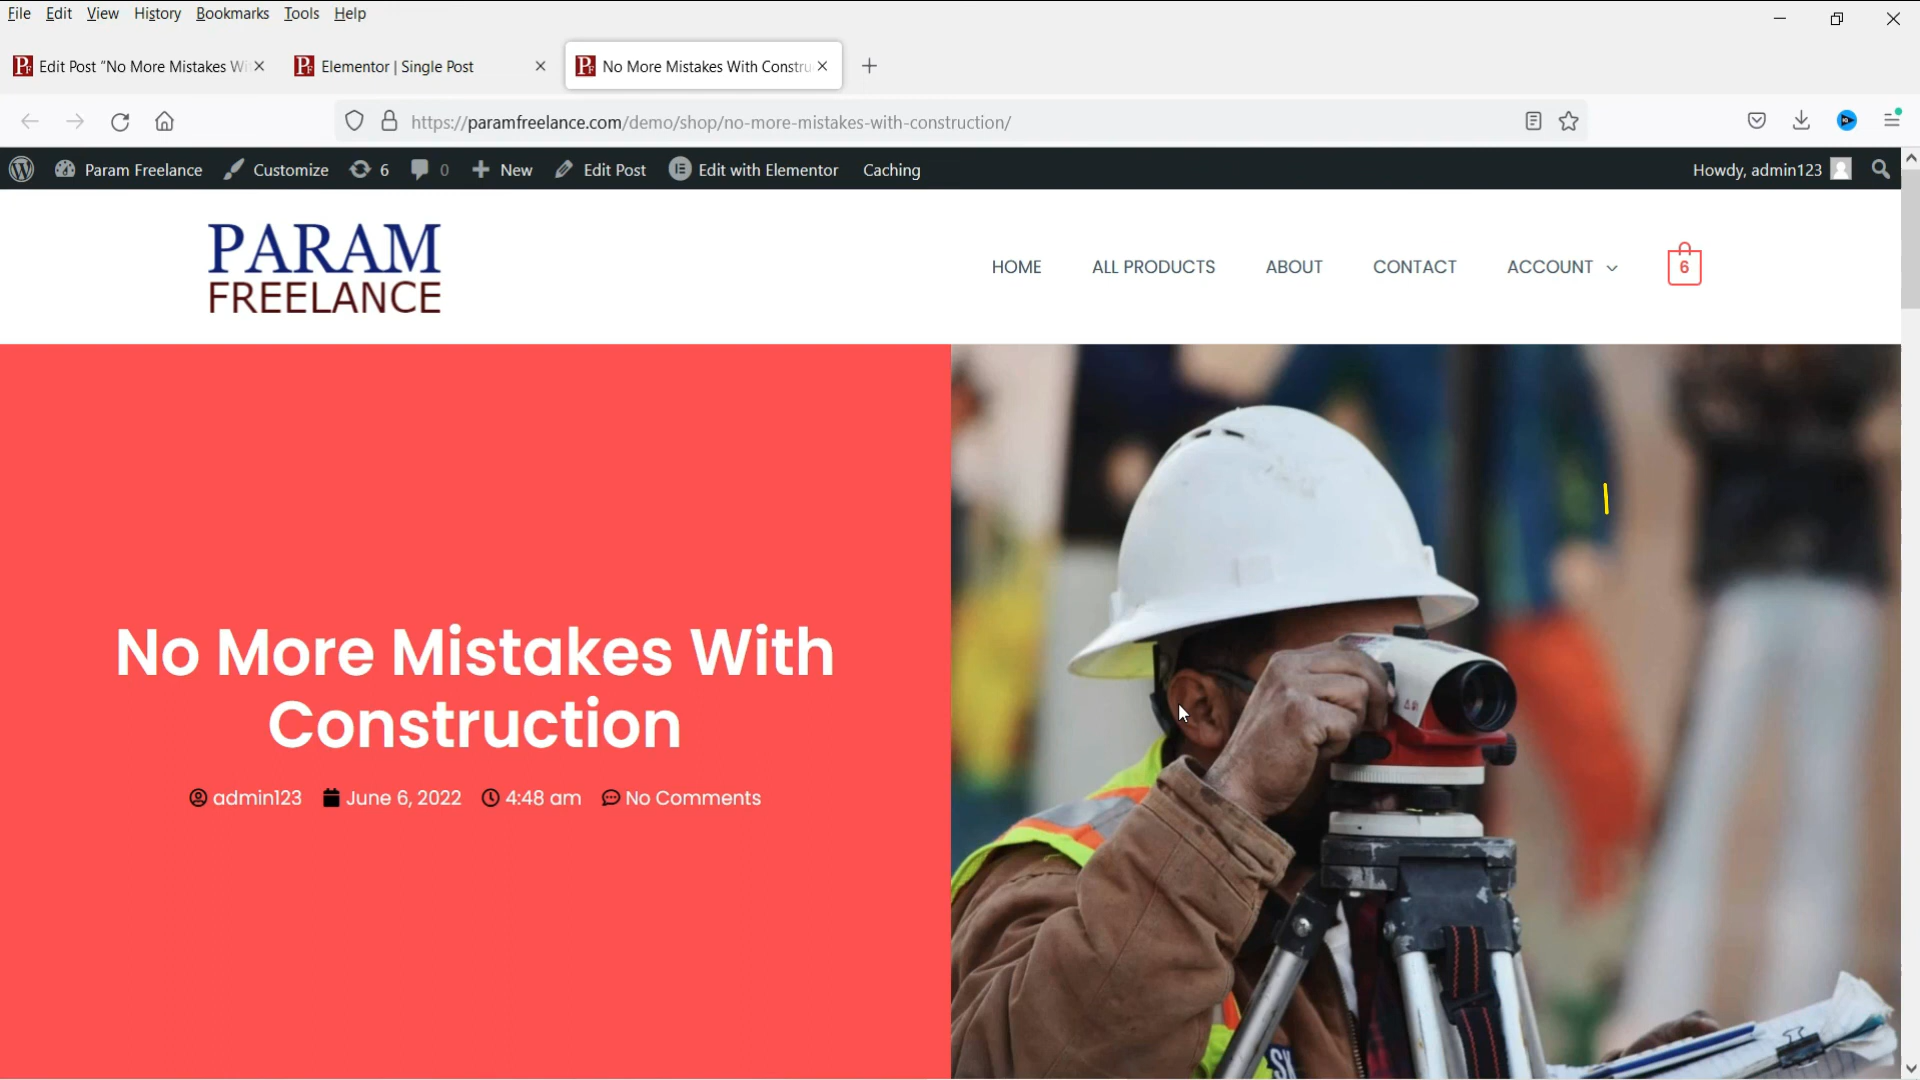 File Edit View History Bookmarks Tools Help
Edit Post "No More Mistakes Wi
Elementor | Single Post
No More Mistakes With Constru
https://paramfreelance.com/demo/shop/no-more-mistakes-with-construction/
Param Freelance Customize 6 0 New Edit Post Edit with Elementor Caching Howdy, admin123
PARAM
FREELANCE
HOME ALL PRODUCTS ABOUT CONTACT ACCOUNT 6
No More Mistakes With
Construction
admin123 June 6, 2022 4:48 am No Comments